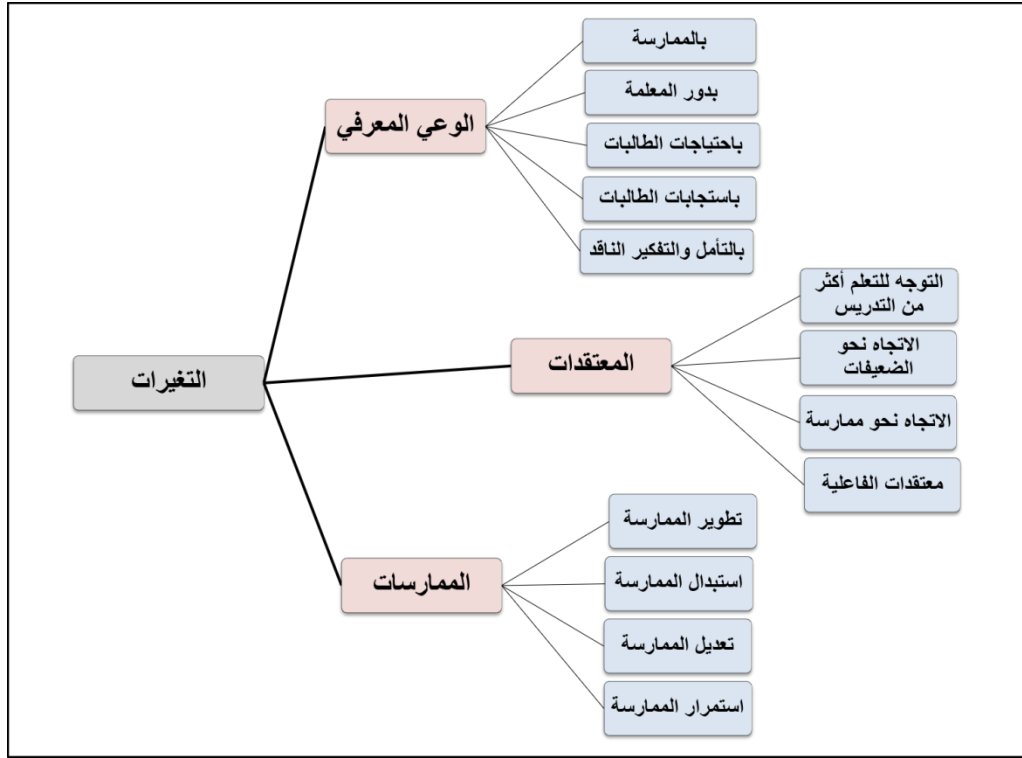 التغيرات
الوعي المعرفي
بالممارسة
بدور المعلمة
باحتياجات الطالبات
باستجابات الطالبات
بالتأمل والتفكير الناقد
المعتقدات
التوجه للتعلم أكثر
من التدريس
الاتجاه نحو
الضعيفات
الاتجاه نحو ممارسة
معتقدات الفاعلية
الممارسات
تطوير الممارسة
استبدال الممارسة
تعديل الممارسة
استمرار الممارسة